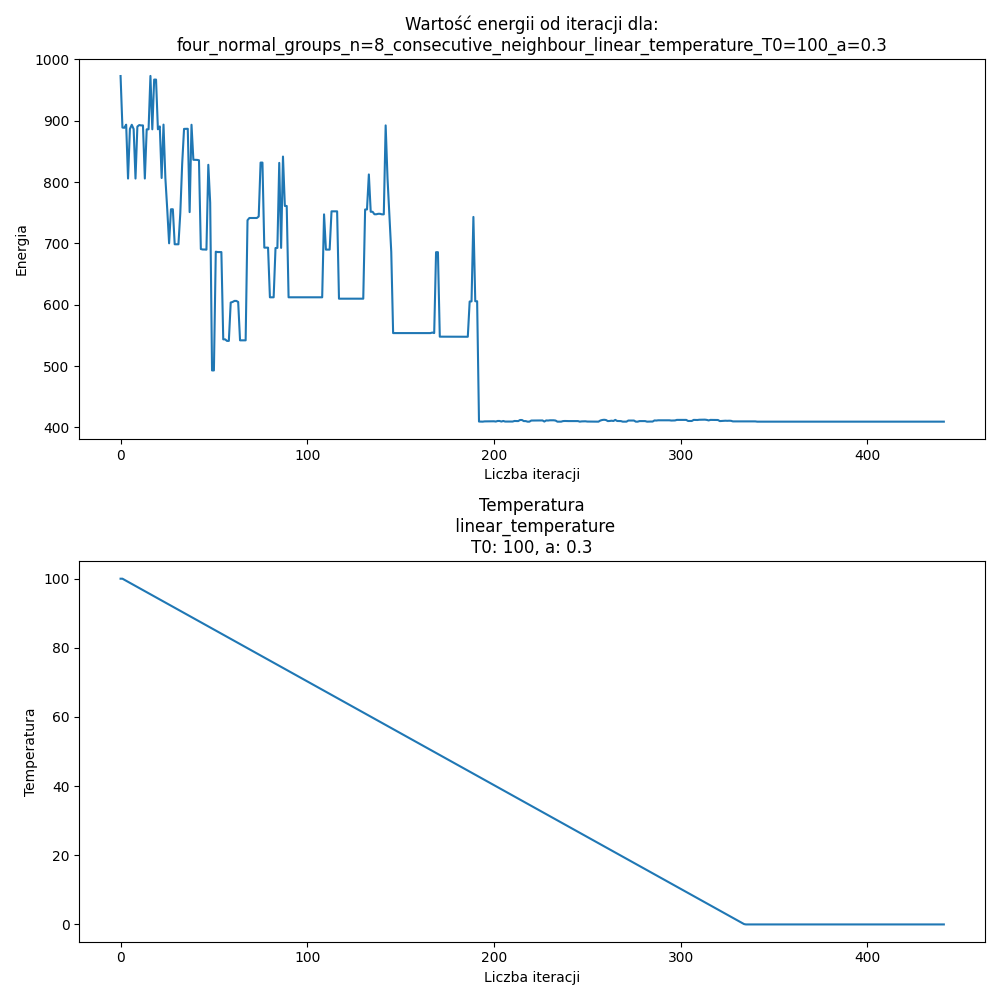 Wartość energii od iteracji dla:
four_normal_groups_n=8_consecutive_neighbour_linear_temperature_T0=100_a=0.3
1000
900
800
700
600
500
400
Energia
0 100 200 300 400
Liczba iteracji
Temperatura
linear_temperature
T0: 100, a: 0.3
100
80
60
40
20
0
Temperatura
0 100 200 300 400
Liczba iteracji